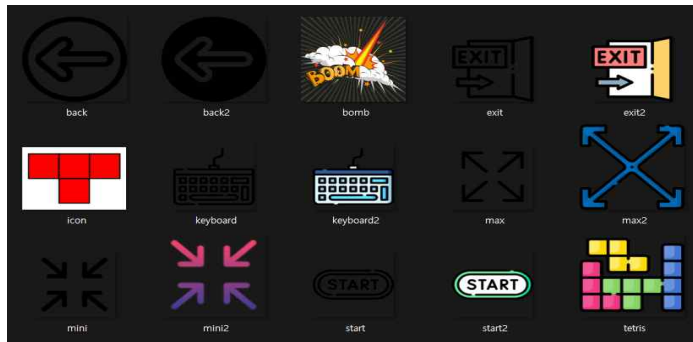 BOOM
EXIT
EXIT
back
back2
bomb
exit
exit2
icon
keyboard
keyboard2
max
max2
START
START
mini
mini2
start
start2
tetris